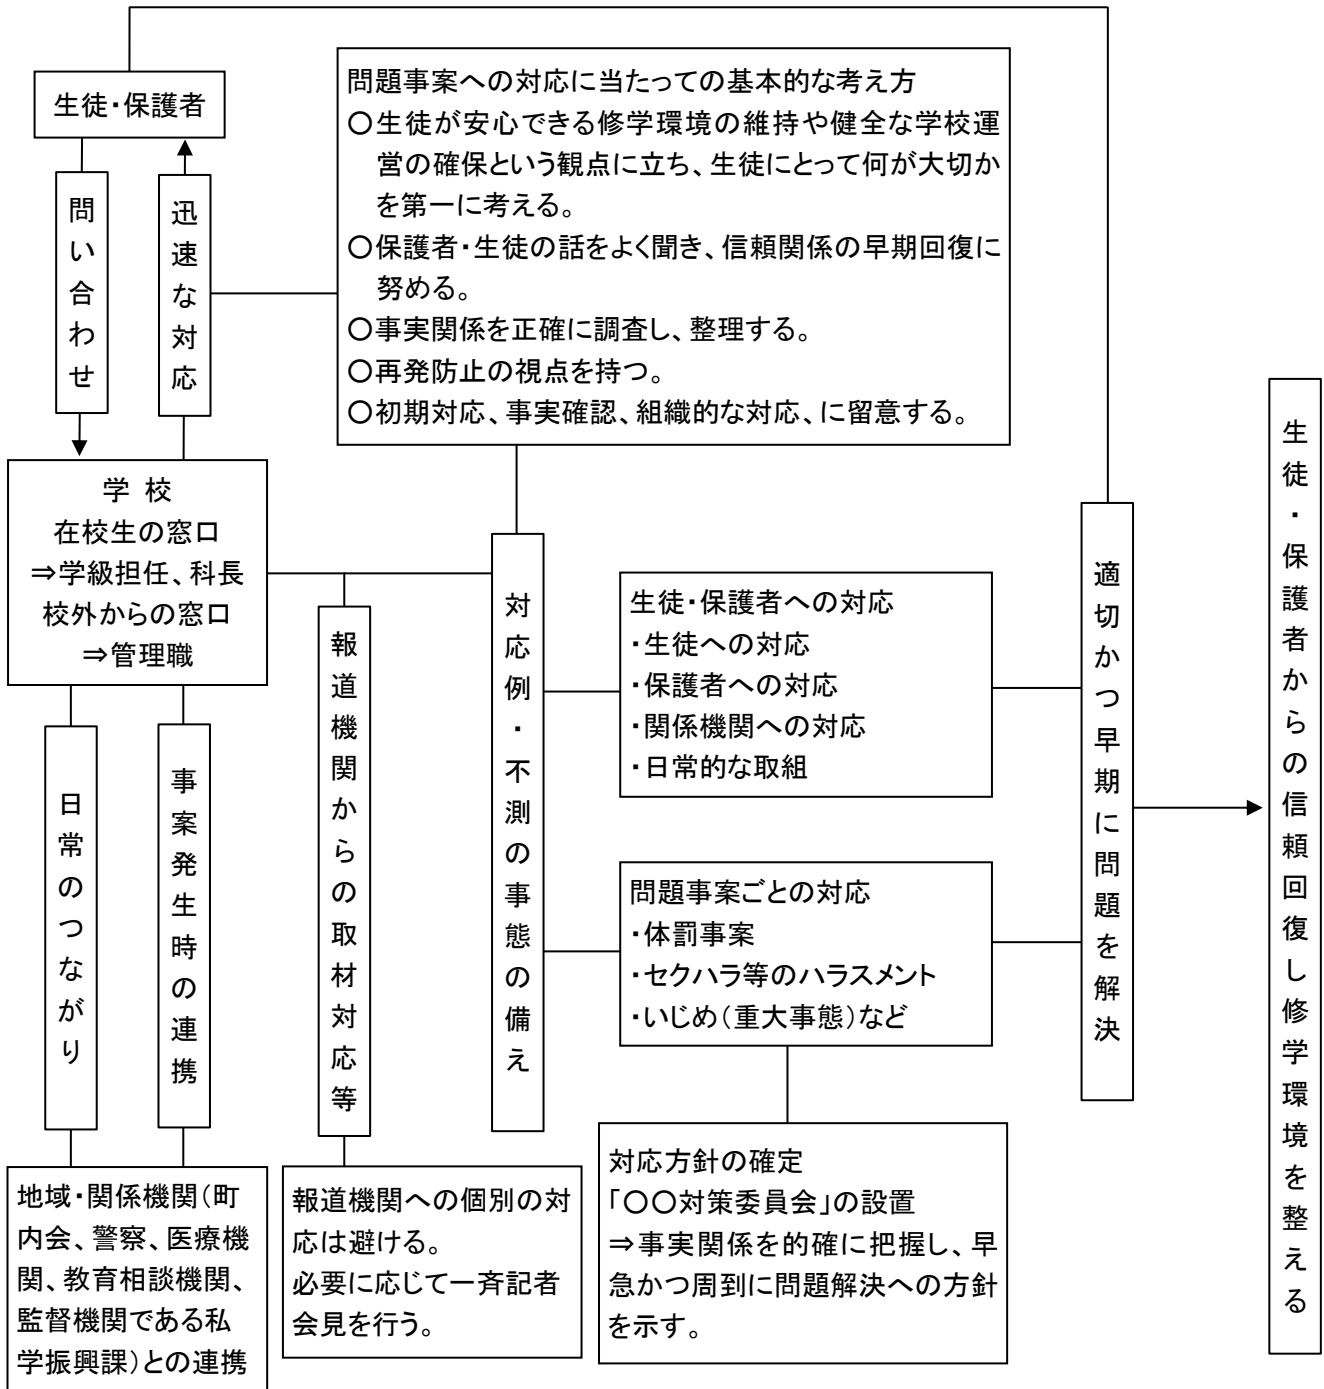 生徒・保護者
問い合わせ
迅速な対応
問題事案への対応に当たっての基本的な考え方
○生徒が安心できる修学環境の維持や健全な学校運
営の確保という観点に立ち、生徒にとって何が大切か
を第一に考える。
○保護者・生徒の話をよく聞き、信頼関係の早期回復に
努める。
○事実関係を正確に調査し、整理する。
○再発防止の視点を持つ。
○初期対応、事実確認、組織的な対応、に留意する。
学 校
在校生の窓口
⇒学級担任、科長
校外からの窓口
⇒管理職
日常のつながり
事案発生時の連携
報道機関からの取材対応等
対応例・不測の事態の備え
生徒・保護者への対応
・生徒への対応
・保護者への対応
・関係機関への対応
・日常的な取組
問題事案ごとの対応
・体罰事案
・セクハラ等のハラスメント
・いじめ(重大事態)など
適切かつ早期に問題を解決
生徒・保護者からの信頼回復し修学環境を整える
地域・関係機関(町
内会、警察、医療機
関、教育相談機関、
監督機関である私
学振興課)との連携
報道機関への個別の対
応は避ける。
必要に応じて一斉記者
会見を行う。
対応方針の確定
「○○対策委員会」の設置
⇒事実関係を的確に把握し、早
急かつ周到に問題解決への方針
を示す。